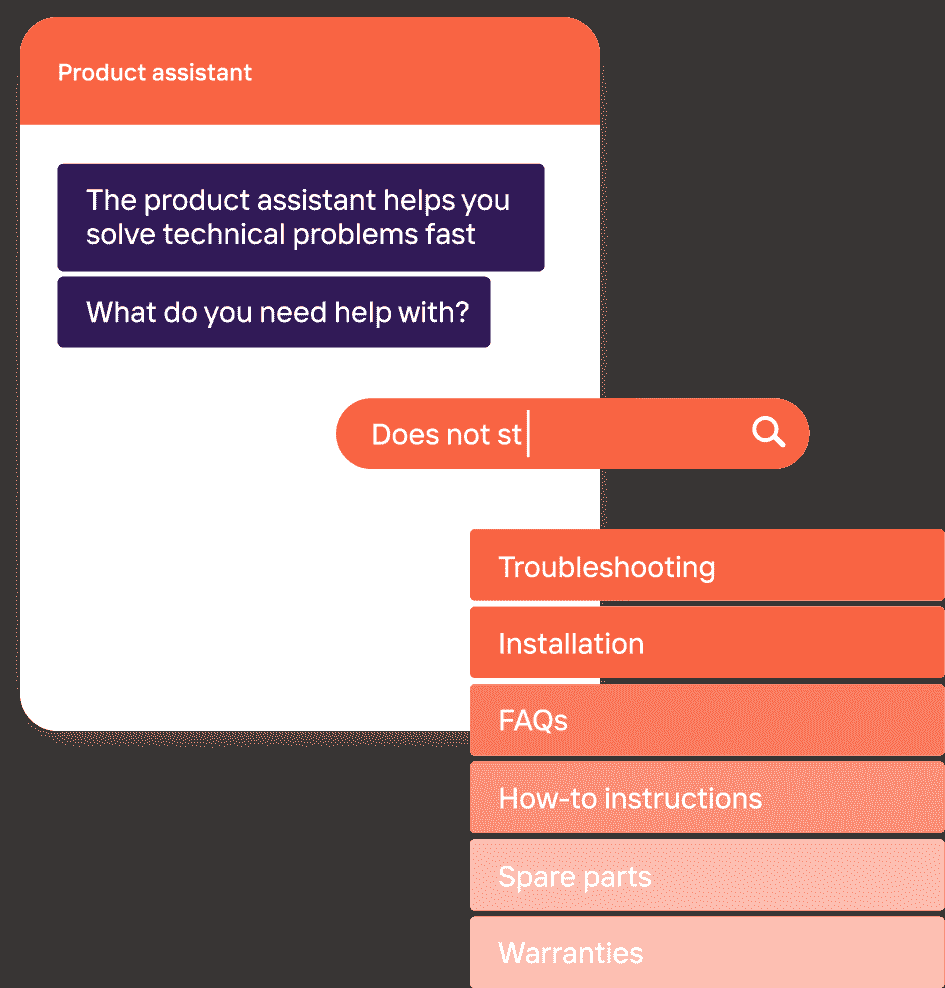 Product assistant
The product assistant helps you
solve technical problems fast
What do you need help with?
Does not st
Troubleshooting
Installation
FAQs
How-to instructions
Spare parts
Warranties